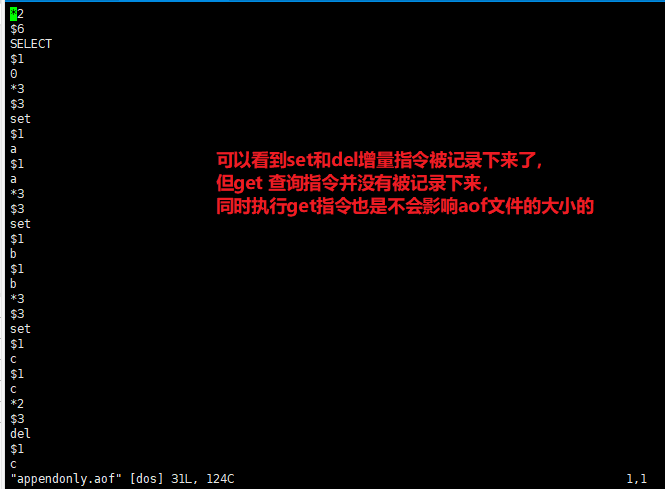 *2
$6
SELECT
$1
0
*3
$3
set
$1
a
$1
a
*3
$3
set
$1
b
$1
b
*3
$3
set
$1
c
$1
c
*2
$3
del
$1
c
"appendonly.aof" [dos] 31L, 124C 1,1
可以看到set和del增量指令被记录下来了，
但get 查询指令并没有被记录下来，
同时执行get指令也是不会影响aof文件的大小的